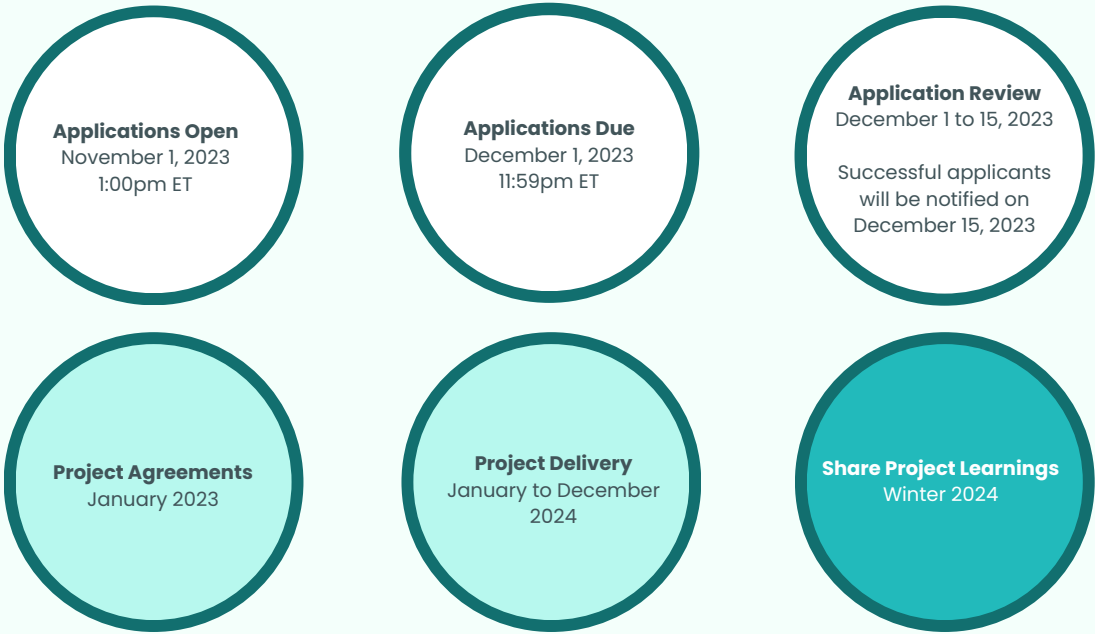 Applications Open
November 1, 2023
1:00pm ET
Applications Due
December 1, 2023
11:59pm ET
Application Review
December 1 to 15, 2023
Successful applicants
will be notified on
December 15, 2023
Project Agreements
January 2023
Project Delivery
January to December
2024
Share Project Learnings
Winter 2024